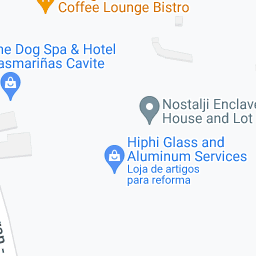 Coffee Lounge Bistro
Dog Spa & Hotel
asmariñas Cavite
Nostalji Enclave
House and Lot
Hiphi Glass and
Aluminum Services
Loja de artigos
para reforma